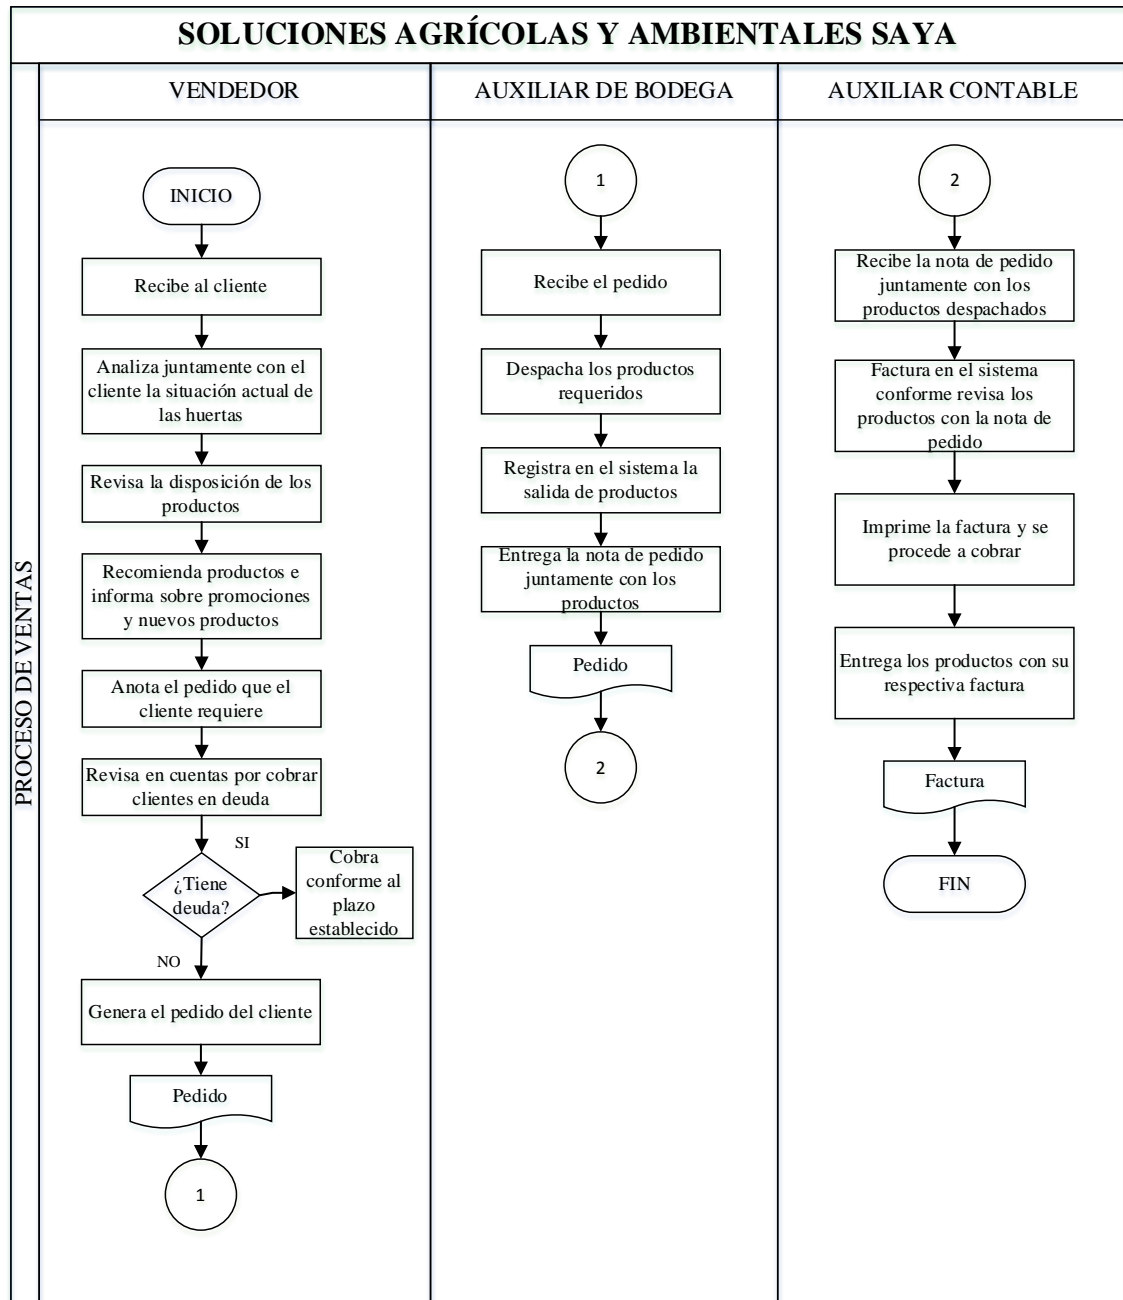 SOLUCIONES AGRÍCOLAS Y AMBIENTALES SAYA
PROCESO DE VENTAS
VENDEDOR
INICIO
Recibe al cliente
Analiza juntamente con el
cliente la situación actual de
las huertas
Revisa la disposición de los
productos
Recomienda productos e
informa sobre promociones
y nuevos productos
Anota el pedido que el
cliente requiere
Revisa en cuentas por cobrar
clientes en deuda
¿Tiene
deuda?
SI
Cobra
conforme al
plazo
establecido
NO
Genera el pedido del cliente
Pedido
1
AUXILIAR DE BODEGA
1
Recibe el pedido
Despacha los productos
requeridos
Registra en el sistema la
salida de productos
Entrega la nota de pedido
juntamente con los
productos
Pedido
2
AUXILIAR CONTABLE
2
Recibe la nota de pedido
juntamente con los
productos despachados
Factura en el sistema
conforme revisa los
productos con la nota de
pedido
Imprime la factura y se
procede a cobrar
Entrega los productos con su
respectiva factura
Factura
FIN